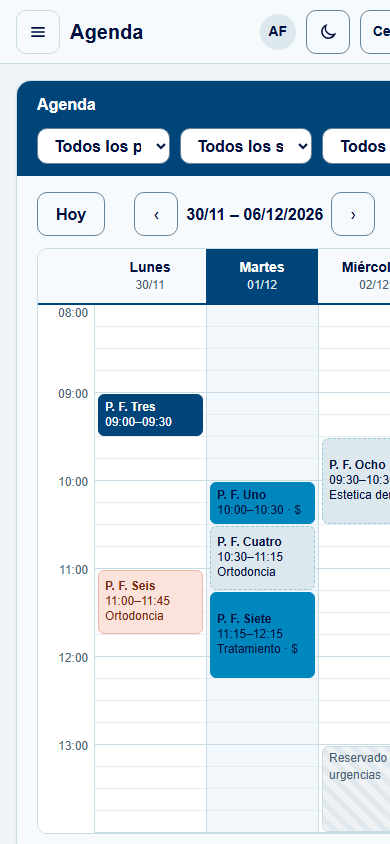 Agenda
AF
Ce
Agenda
Todos los p
Todos los s
Todos
Hoy
‹
30/11 – 06/12/2026
›
Lunes
30/11
Martes
01/12
Miércol
02/12
08:00
09:00
10:00
11:00
12:00
13:00
P. F. Tres
09:00–09:30
P. F. Seis
11:00–11:45
Ortodoncia
P. F. Uno
10:00–10:30 · $
P. F. Cuatro
10:30–11:15
Ortodoncia
P. F. Siete
11:15–12:15
Tratamiento · $
P. F. Ocho
09:30–10:3
Estetica der
Reservado
urgencias